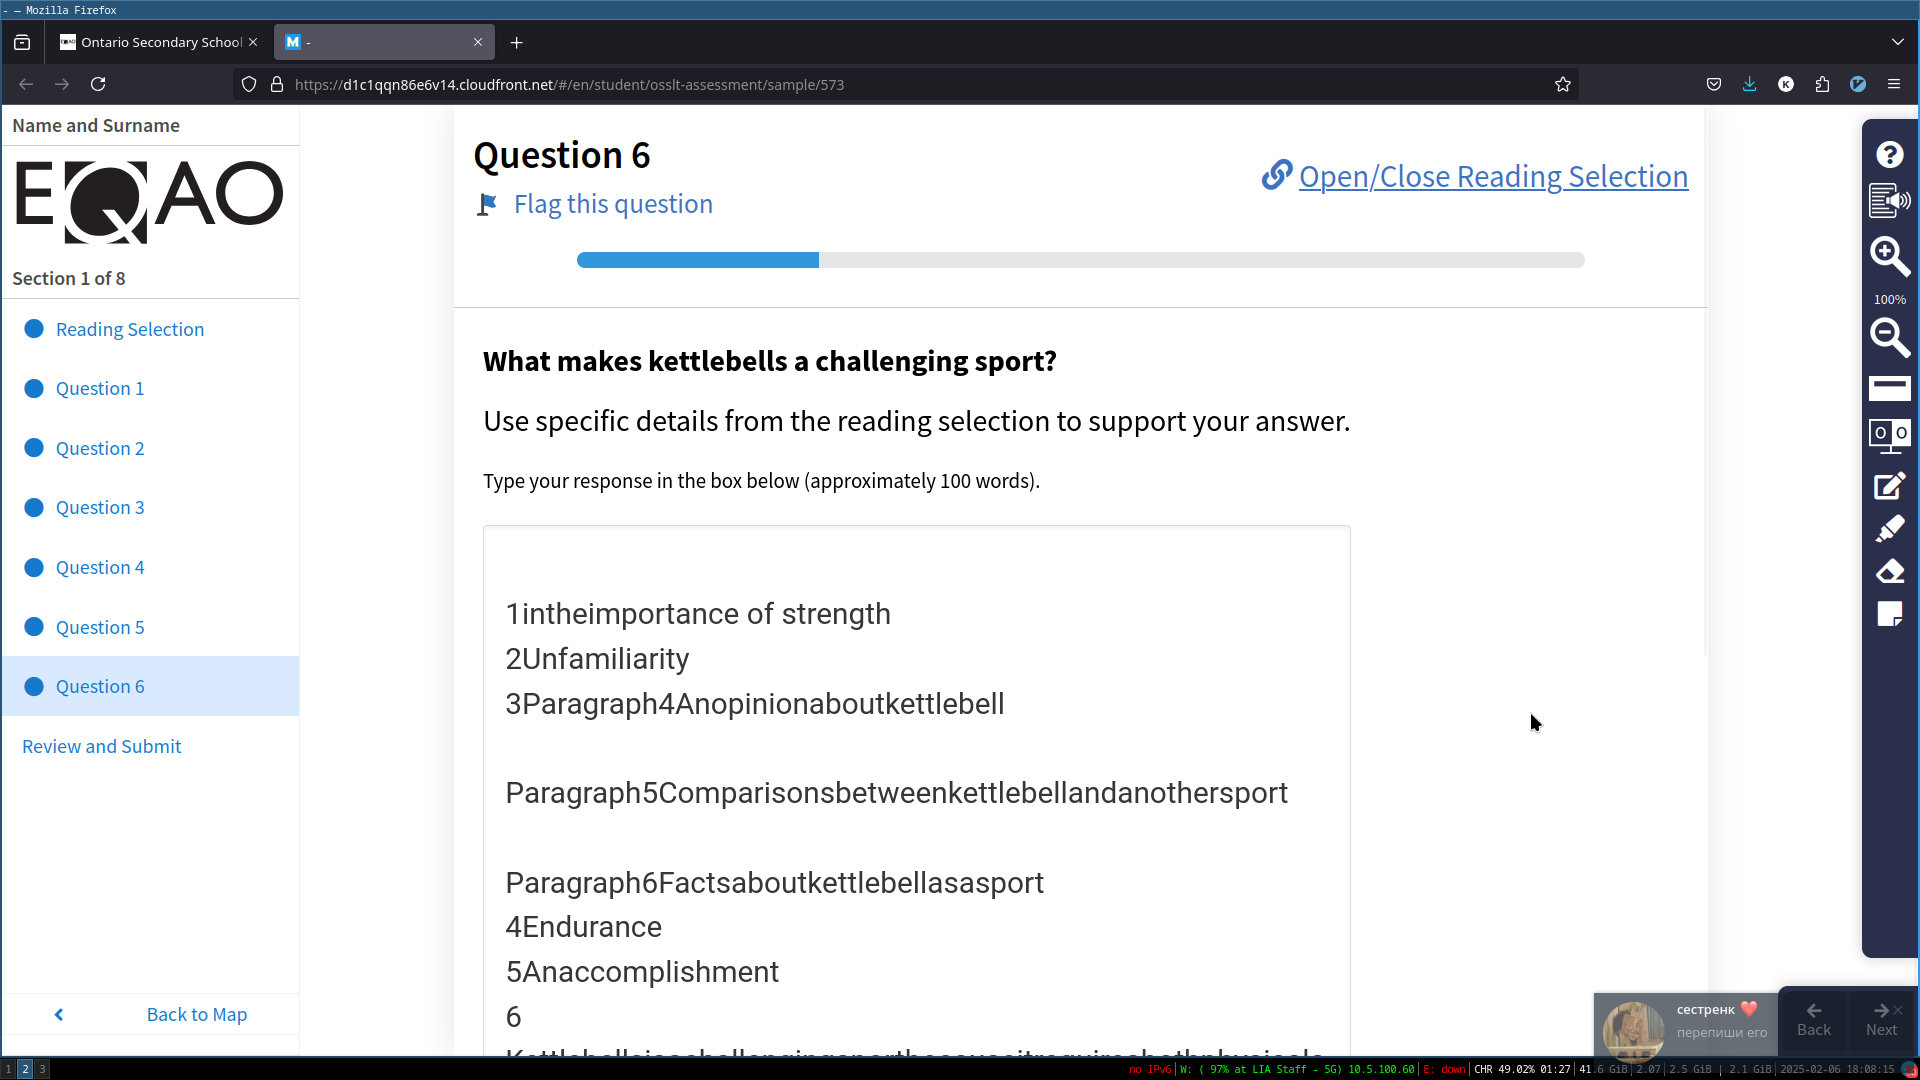 - — Mozilla Firefox
Ontario Secondary School
-
https://d1c1qqn86e6v14.cloudfront.net/#/en/student/osslt-assessment/sample/573
Name and Surname
EQAO
Section 1 of 8
Reading Selection
Question 1
Question 2
Question 3
Question 4
Question 5
Question 6
Review and Submit
Back to Map
Question 6
Flag this question
Open/Close Reading Selection
What makes kettlebells a challenging sport?
Use specific details from the reading selection to support your answer.
Type your response in the box below (approximately 100 words).
1intheimportance of strength
2Unfamiliarity
3Paragraph4Anopinionaboutkettlebell
Paragraph5Comparisonsbetweenkettlebellandanothersport
Paragraph6Factsaboutkettlebellasasport
4Endurance
5Anaccomplishment
6
100%
сестренк ❤️
перепиши его
Back
Next
1 2 3
no IPv6 | W: ( 97% at LIA Staff - 5G) 10.5.100.60 | E: down | CHR 49.02% 01:27 | 41.6 GiB | 2.07 | 2.5 GiB | 2.1 GiB | 2025-02-06 18:08:15